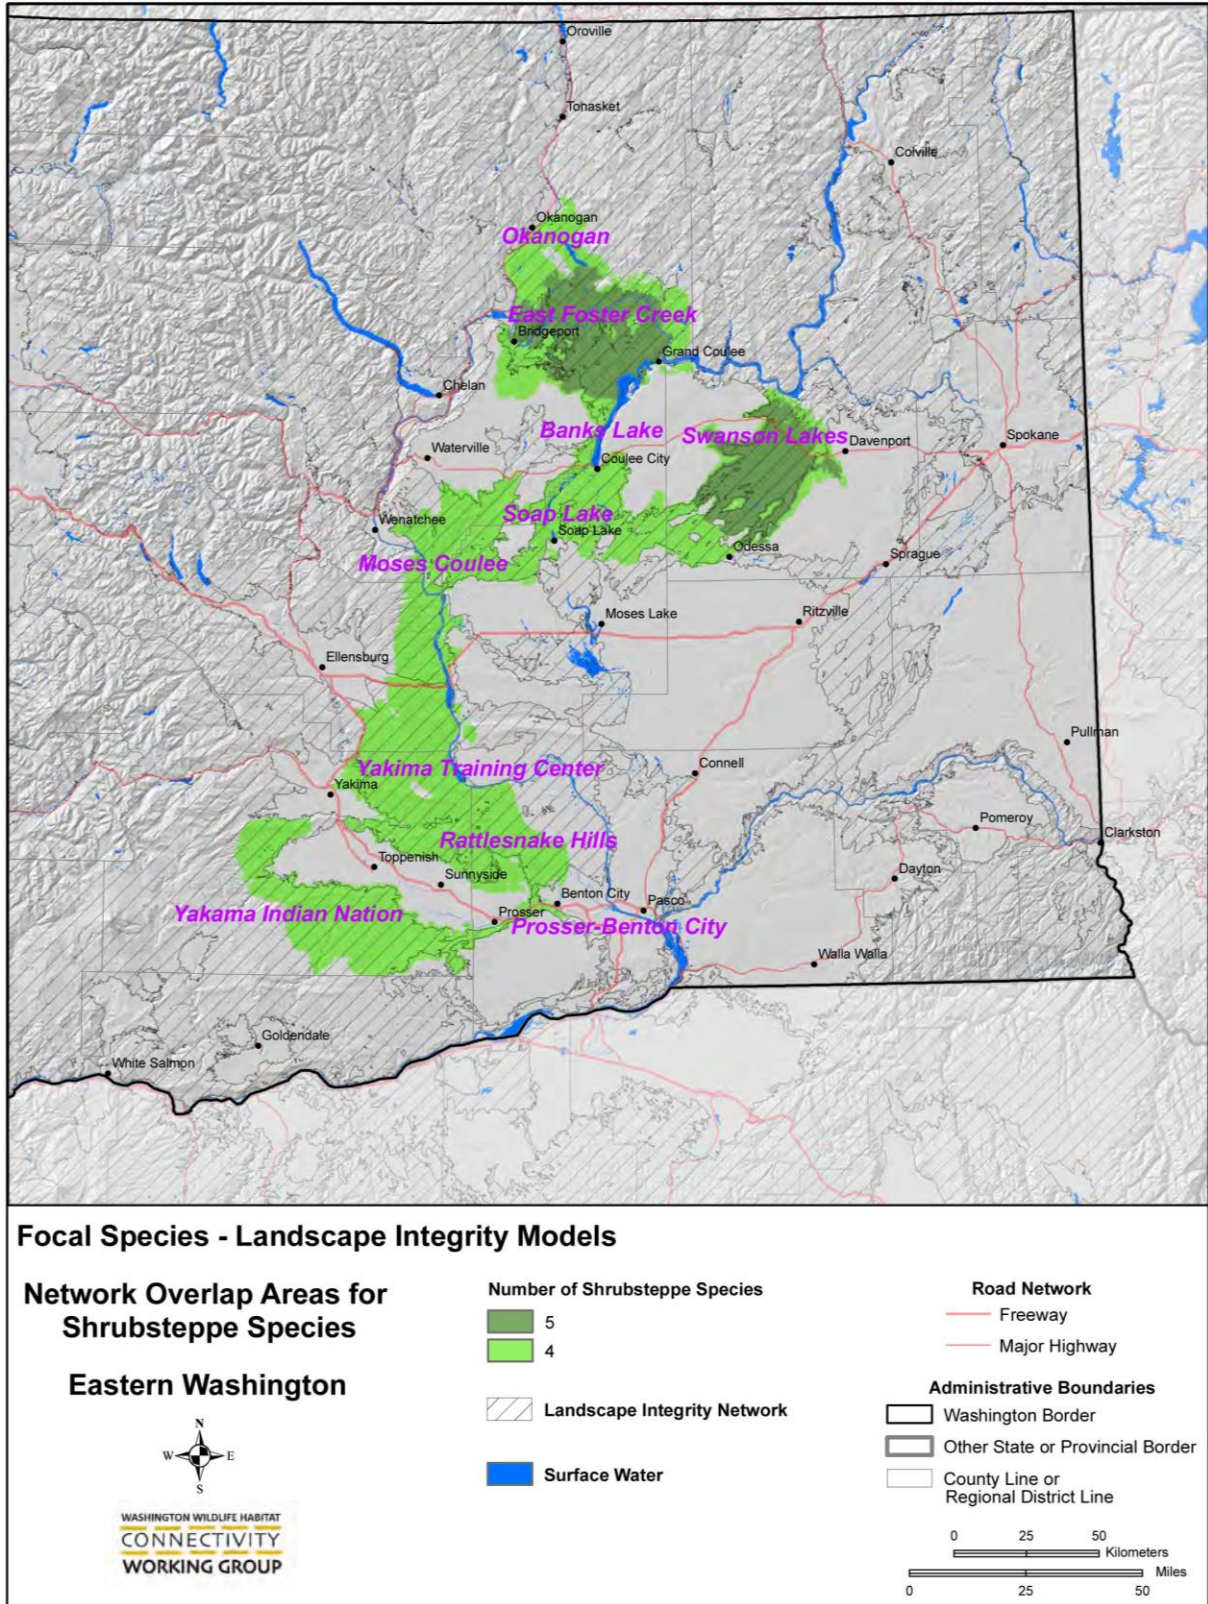 Oroville
Tonasket
Colville
Okanogan
Okanogan
East Foster Creek
Bridgeport
Grand Coulee
Chelan
Banks Lake
Swanson Lakes
Waterville
Davenport
Spokane
Coulee City
Soap Lake
Wenatchee
Soap Lake
Odessa
Moses Coulee
Sprague
Moses Lake
Ritzville
Ellensburg
Pullman
Yakima Training Center
Connell
Yakima
Pomeroy
Clarkston
Rattlesnake Hills
Toppenish
Dayton
Sunnyside
Benton City
Pasco
Yakama Indian Nation
Prosser
Prosser-Benton City
Walla Walla
Goldendale
White Salmon
Focal Species - Landscape Integrity Models
Network Overlap Areas for
Shrubsteppe Species
Eastern Washington
N
W
E
S
WASHINGTON WILDLIFE HABITAT
CONNECTIVITY
WORKING GROUP
Number of Shrubsteppe Species
5
4
Landscape Integrity Network
Surface Water
Road Network
Freeway
Major Highway
Administrative Boundaries
Washington Border
Other State or Provincial Border
County Line or
Regional District Line
0 25 50
Kilometers
Miles
0 25 50